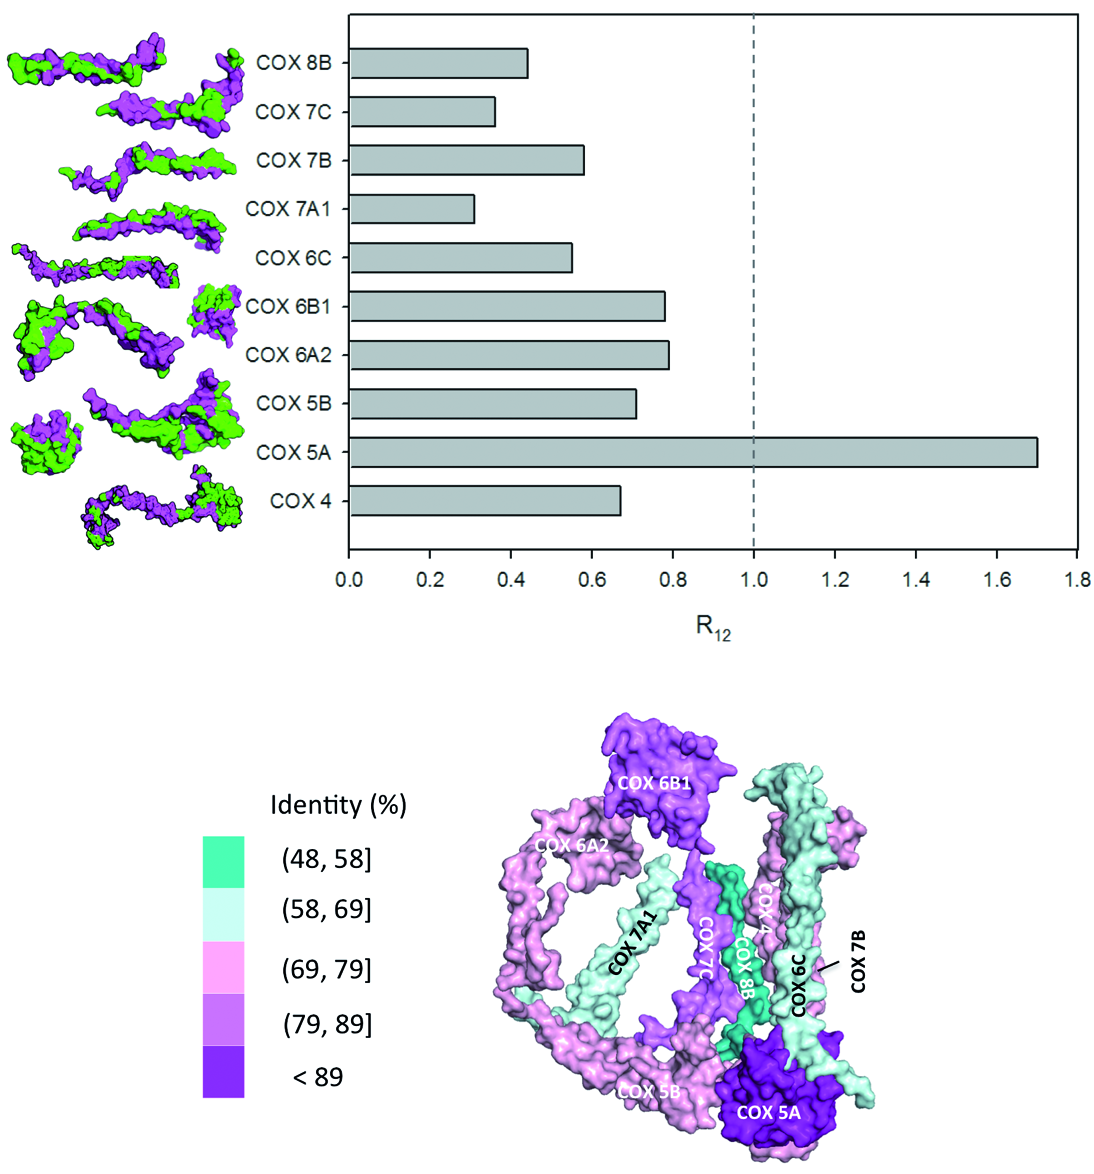 COX 8B
COX 7C
COX 7B
COX 7A1
COX 6C
COX 6B1
COX 6A2
COX 5B
COX 5A
COX 4
0.0 0.2 0.4 0.6 0.8 1.0 1.2 1.4 1.6 1.8
R12
Identity (%)
(48, 58]
(58, 69]
(69, 79]
(79, 89]
< 89
COX 6B1
COX 6A2
COX 7A1
COX 7C
COX 8B
COX 4
COX 6C
COX 7B
COX 5B
COX 5A